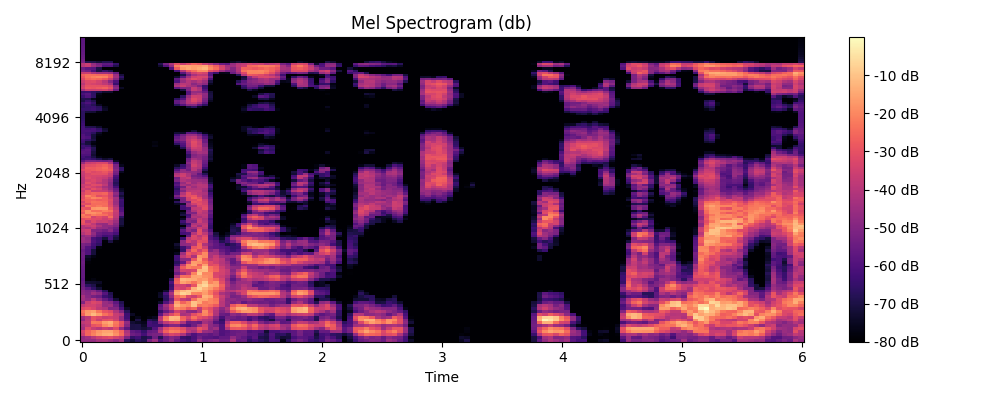 Mel Spectrogram (db)
8192
4096
2048
1024
512
0
Hz
0 1 2 3 4 5 6
Time
-10 dB
-20 dB
-30 dB
-40 dB
-50 dB
-60 dB
-70 dB
-80 dB